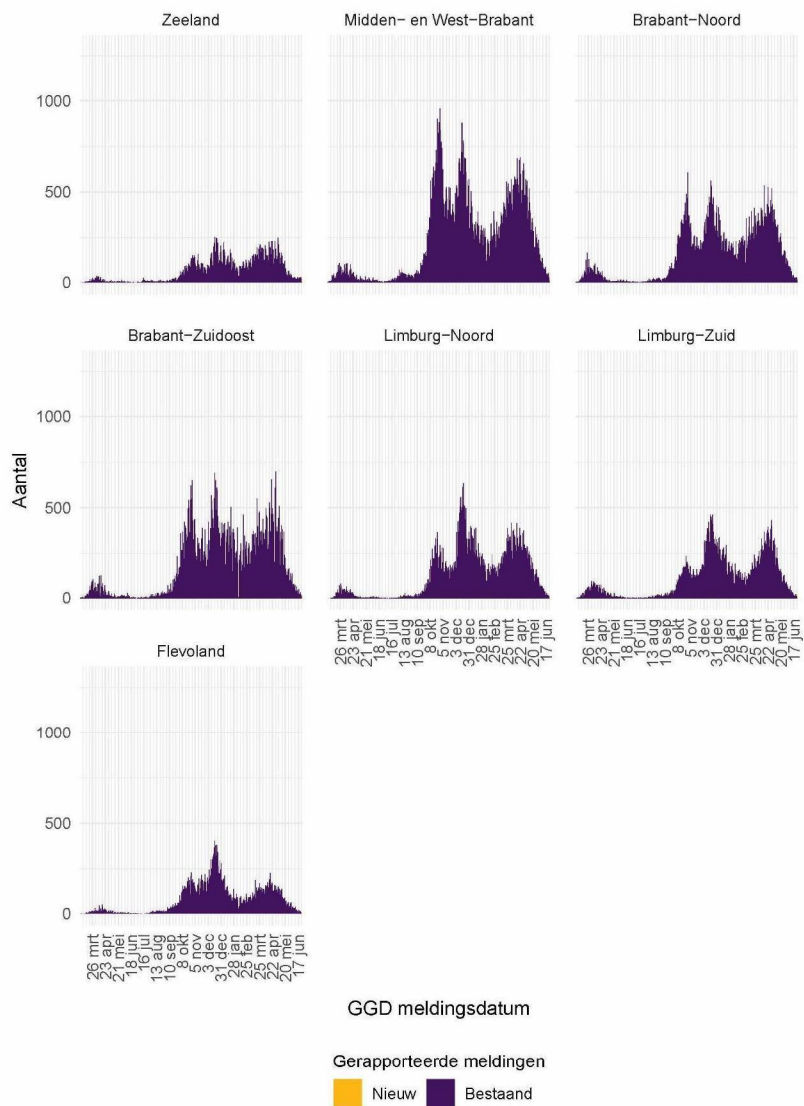 Zeeland
Midden- en West-Brabant
Brabant-Noord
1000
500
0
Brabant-Zuidoost
Limburg-Noord
Limburg-Zuid
Aantal
1000
500
0
26 mrt
23 apr
21 mei
18 jun
16 jul
13 aug
10 sep
8 okt
5 nov
3 dec
31 dec
28 jan
25 feb
25 mrt
22 apr
20 mei
17 jun
26 mrt
23 apr
21 mei
18 jun
16 jul
13 aug
10 sep
8 okt
5 nov
3 dec
31 dec
28 jan
25 feb
25 mrt
22 apr
20 mei
17 jun
Flevoland
1000
500
0
26 mrt
23 apr
21 mei
18 jun
16 jul
13 aug
10 sep
8 okt
5 nov
3 dec
31 dec
28 jan
25 feb
25 mrt
22 apr
20 mei
17 jun
GGD meldingsdatum
Gerapporteerde meldingen
Nieuw Bestaand